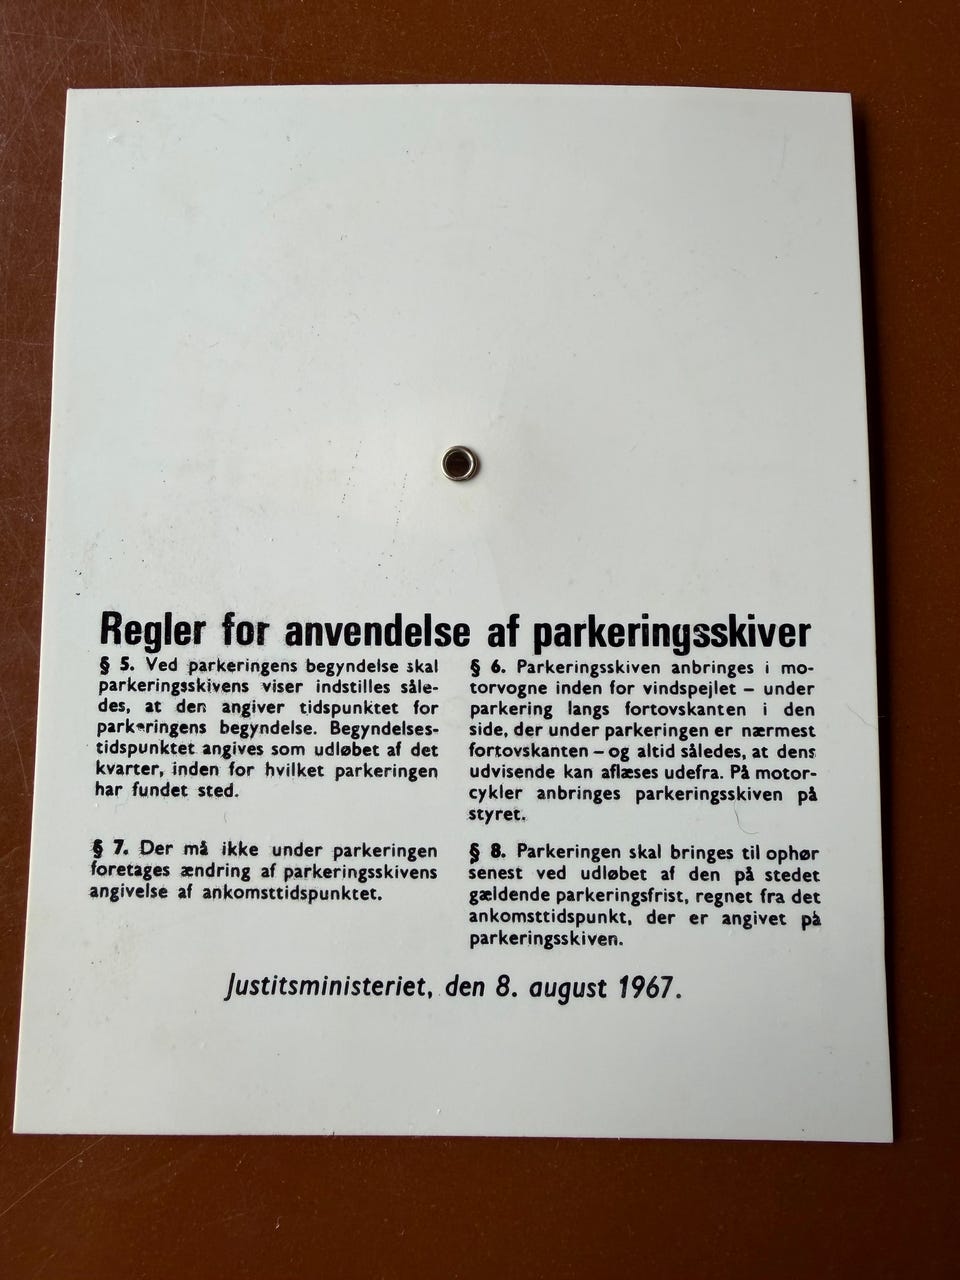 Regler for anvendelse af parkeringsskiver
§ 5. Ved parkeringens begyndelse skal
parkeringsskivens viser indstilles såle-
des, at den angiver tidspunktet for
parkeringens begyndelse. Begyndelses-
tidspunktet angives som udløbet af det
kvarter, inden for hvilket parkeringen
har fundet sted.
§ 6. Parkeringsskiven anbringes i mo-
torvogne inden for vindspejlet – under
parkering langs fortovskanten i den
side, der under parkeringen er nærmest
fortovskanten – og altid således, at dens
udvisende kan aflæses udefra. På motor-
cykler anbringes parkeringsskiven på
styret.
§ 7. Der må ikke under parkeringen
foretages ændring af parkeringsskivens
angivelse af ankomsttidspunktet.
§ 8. Parkeringen skal bringes til ophør
senest ved udløbet af den på stedet
gældende parkeringsfrist, regnet fra det
ankomsttidspunkt, der er angivet på
parkeringsskiven.
Justitsministeriet, den 8. august 1967.